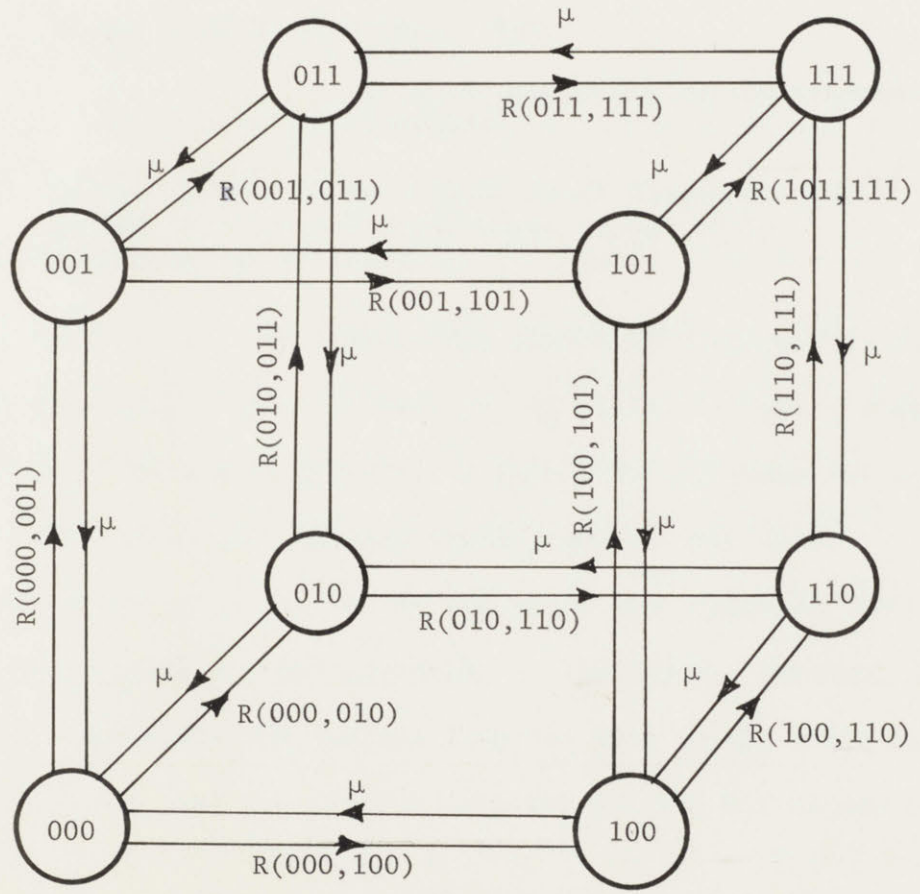 μ
011
111
R(011,111)
μ
μ
R(001,011)
R(101,111)
μ
001
101
R(001,101)
R(010,011)
μ
R(110,111)
μ
R(100,101)
R(000,001)
μ
μ
μ
010
110
R(010,110)
μ
μ
R(000,010)
R(100,110)
μ
000
100
R(000,100)